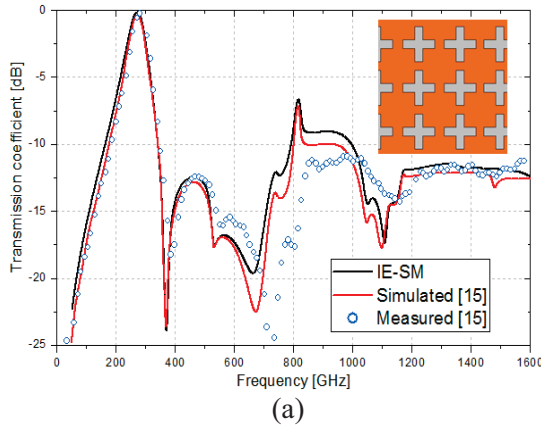 0
-5
-10
-15
-20
-25
Transmission coefficient [dB]
IE-SM
Simulated [15]
Measured [15]
0 200 400 600 800 1000 1200 1400 1600
Frequency [GHz]
(a)